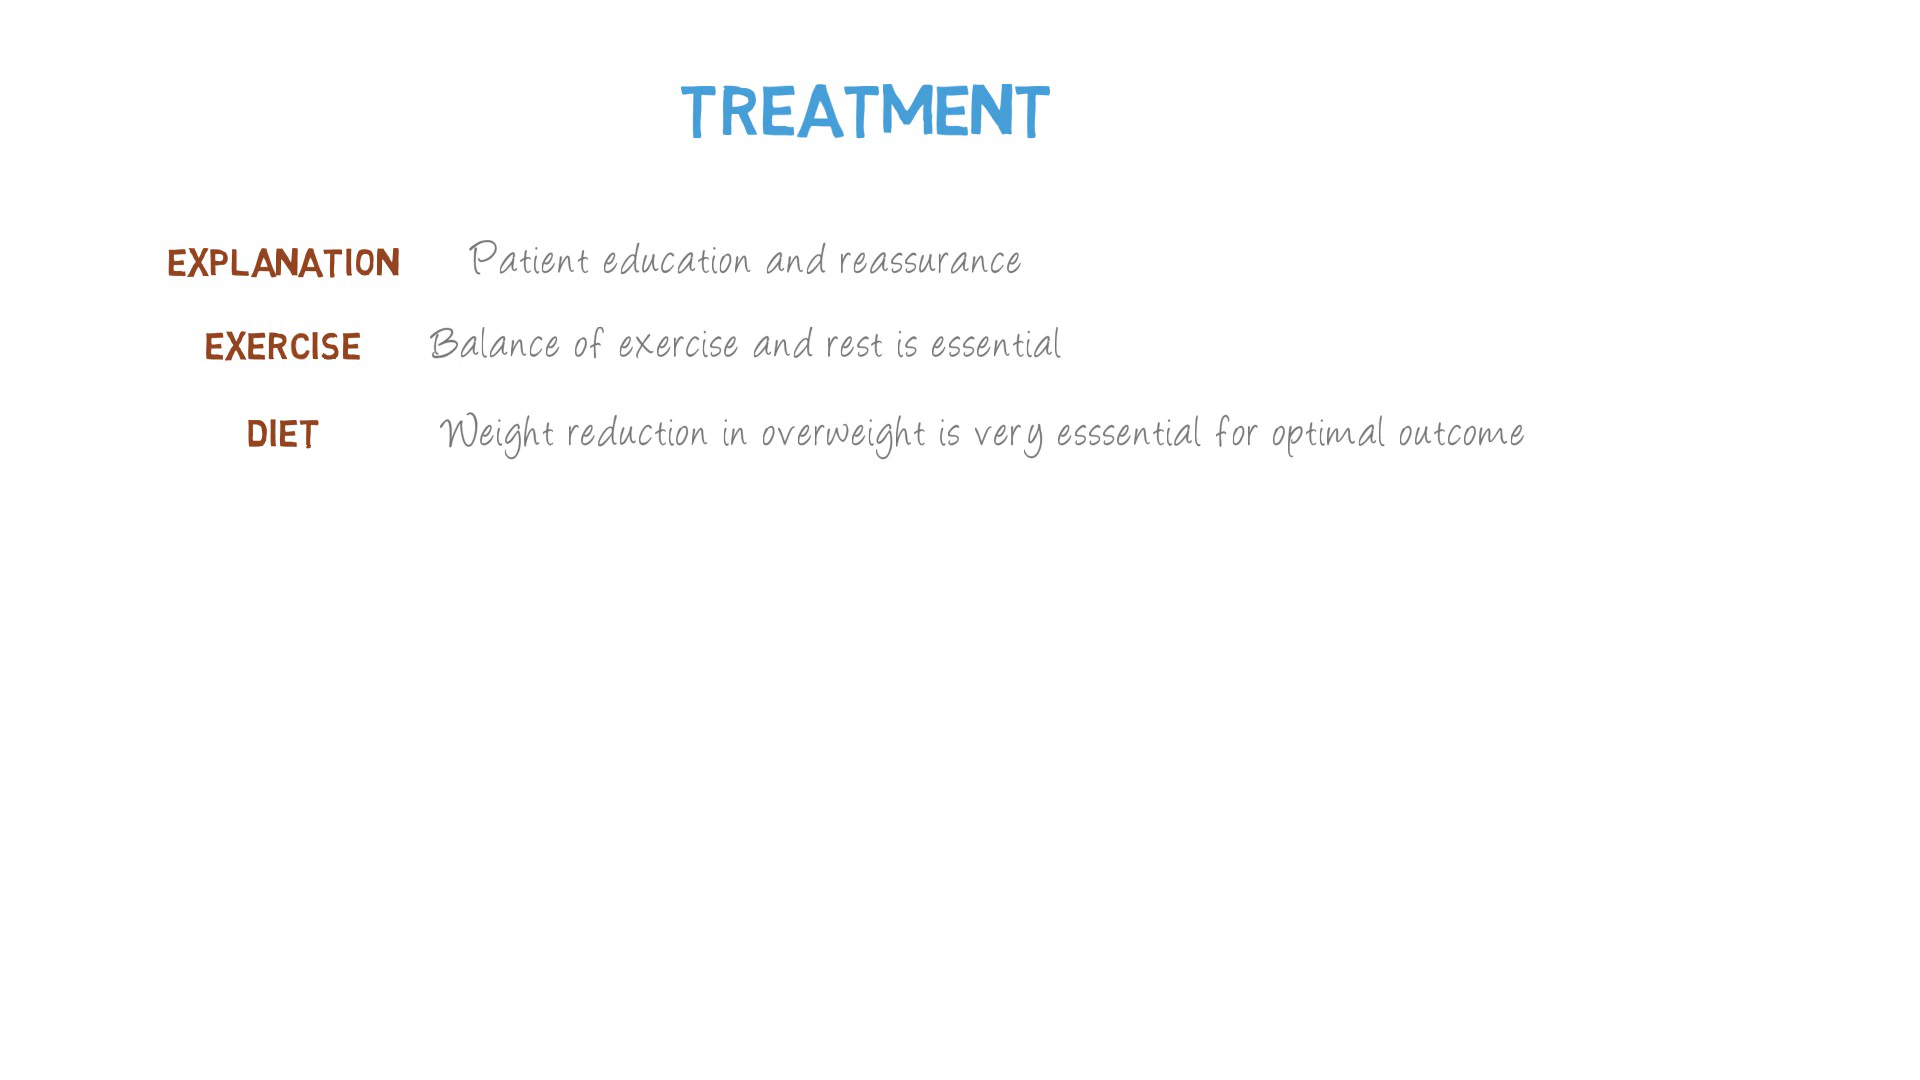 TREATMENT
EXPLANATION Patient education and reassurance
EXERCISE Balance of exercise and rest is essential
DIET Weight reduction in overweight is very esssential for optimal outcome